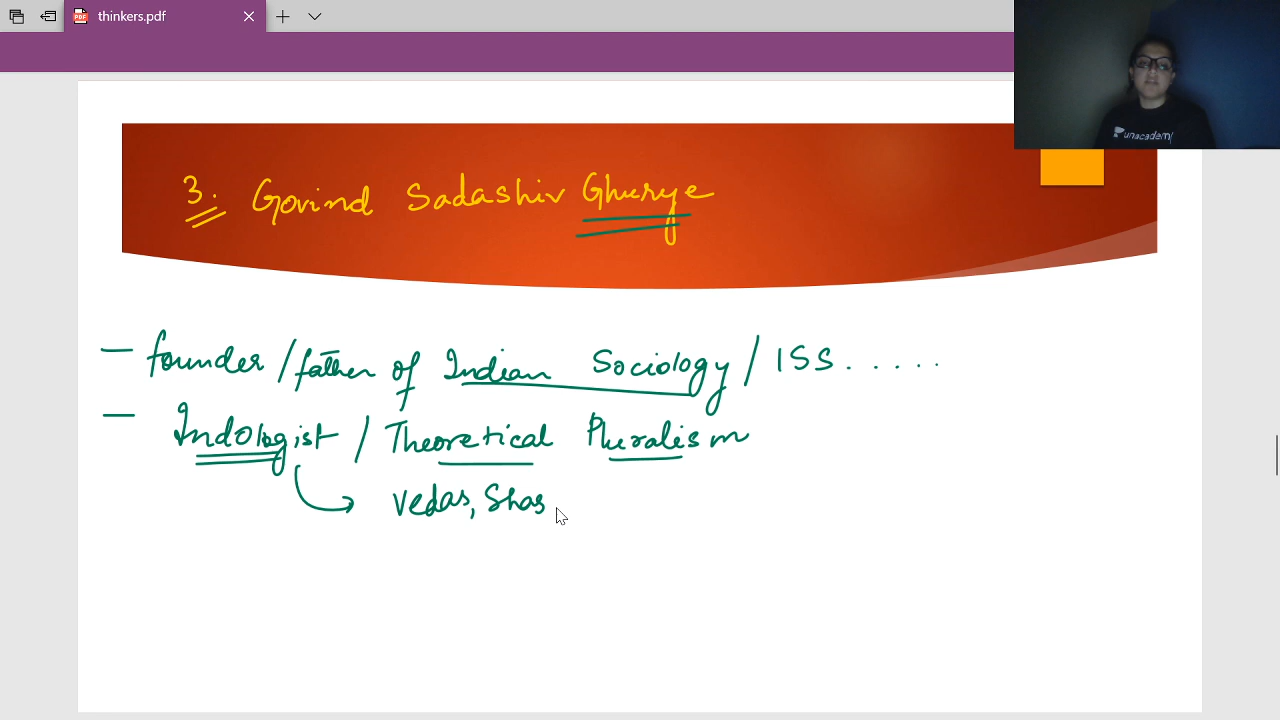 thinkers.pdf
unacademy
3. Govind Sadashiv Ghurye
— founder / father of Indian Sociology / ISS.....
— Indologist / Theoretical Pluralism
Vedas, Shas